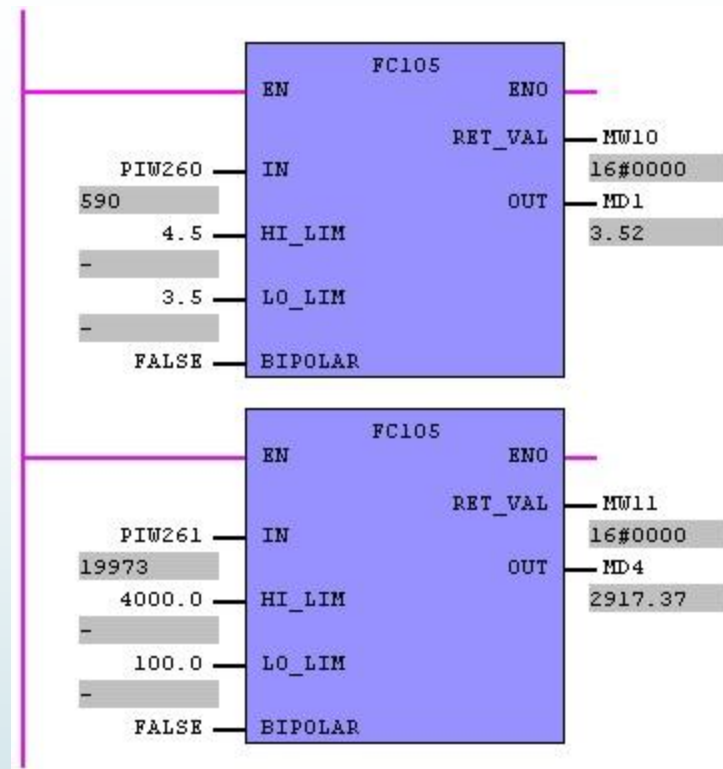 FC105
EN ENO
RET_VAL MW10
PIW260 IN 16#0000
590 OUT MD1
4.5 HI_LIM 3.52
-
3.5 LO_LIM
-
FALSE BIPOLAR
FC105
EN ENO
RET_VAL MW11
PIW261 IN 16#0000
19973 OUT MD4
4000.0 HI_LIM 2917.37
-
100.0 LO_LIM
-
FALSE BIPOLAR